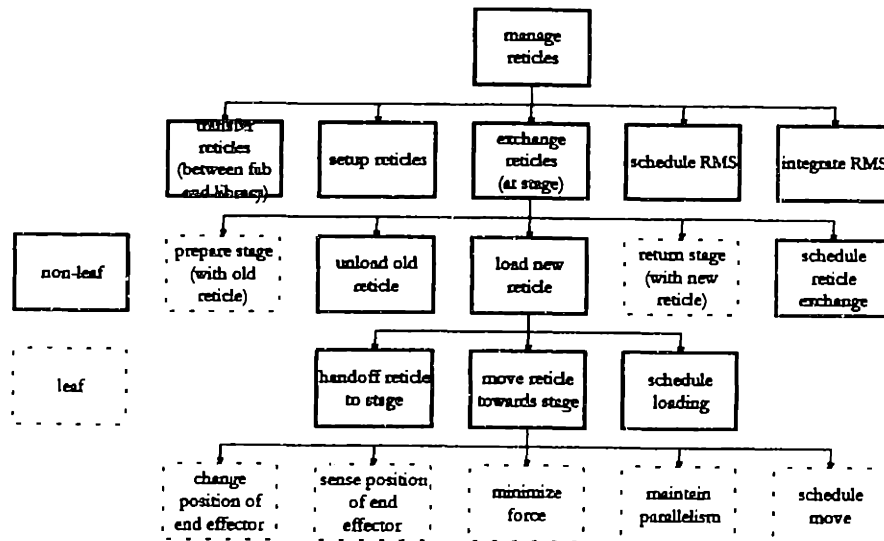 manage
reticles
transfer
reticles
(between fab
and library)
setup reticles
exchange
reticles
(at stage)
schedule RMS
integrate RMS
non-leaf
prepare stage
(with old
reticle)
unload old
reticle
load new
reticle
return stage
(with new
reticle)
schedule
reticle
exchange
leaf
handoff reticle
to stage
move reticle
towards stage
schedule
loading
change
position of
end effector
sense position
of end
effector
minimize
force
maintain
parallelism
schedule
move